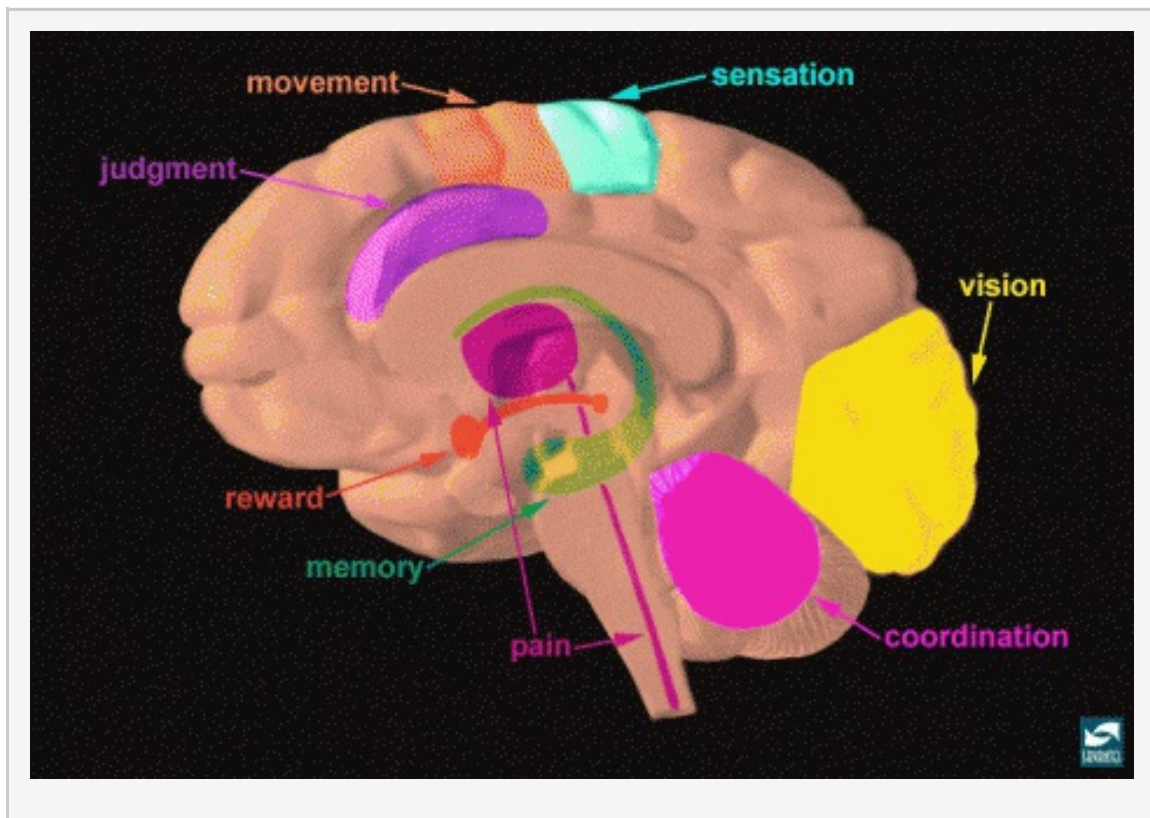 movement
sensation
judgment
vision
reward
memory
pain
coordination